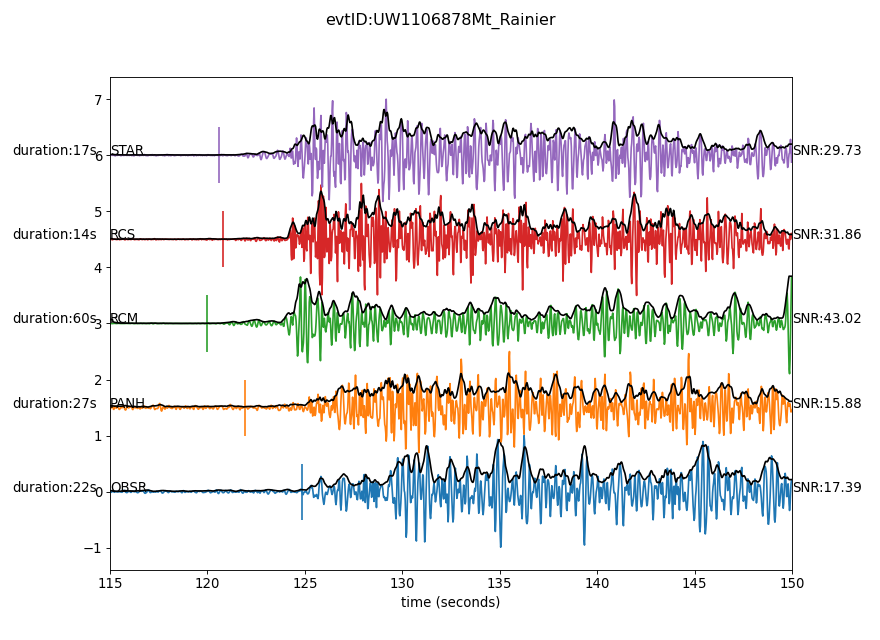 evtID:UW1106878Mt_Rainier
7
duration:17s 6 STAR SNR:29.73
5
duration:14s RCS SNR:31.86
4
duration:60s 3 RCM SNR:43.02
2
duration:27s PANH SNR:15.88
1
duration:22s 0 OBSR SNR:17.39
−1
115 120 125 130 135 140 145 150
time (seconds)